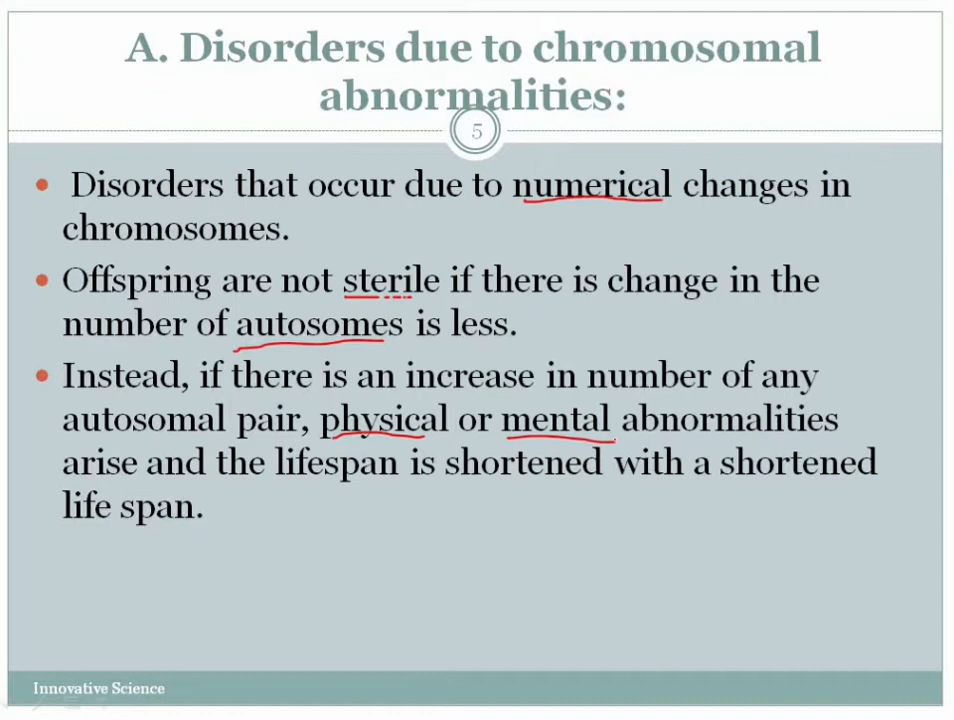 A. Disorders due to chromosomal
abnormalities:
5
• Disorders that occur due to numerical changes in
chromosomes.
• Offspring are not sterile if there is change in the
number of autosomes is less.
• Instead, if there is an increase in number of any
autosomal pair, physical or mental abnormalities
arise and the lifespan is shortened with a shortened
life span.
Innovative Science